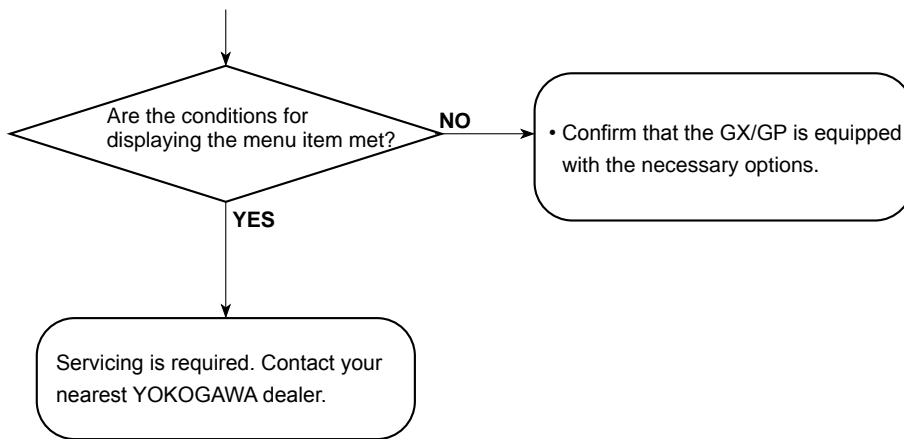 Are the conditions for
displaying the menu item met?
NO
• Confirm that the GX/GP is equipped
with the necessary options.
YES
Servicing is required. Contact your
nearest YOKOGAWA dealer.